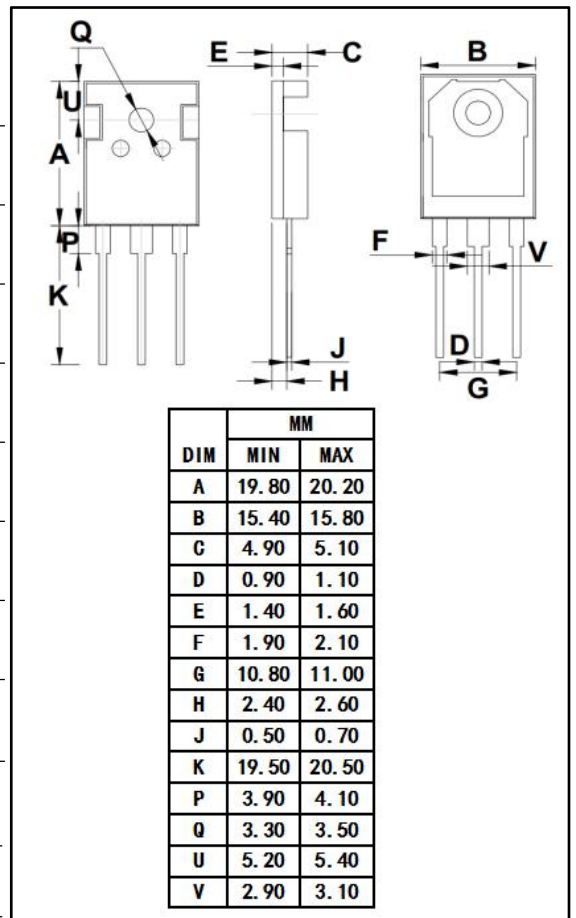 Q
E
C
B
U
A
P
K
F
V
J
H
D
G
DIM MM
MIN MAX
A 19.80 20.20
B 15.40 15.80
C 4.90 5.10
D 0.90 1.10
E 1.40 1.60
F 1.90 2.10
G 10.80 11.00
H 2.40 2.60
J 0.50 0.70
K 19.50 20.50
P 3.90 4.10
Q 3.30 3.50
U 5.20 5.40
V 2.90 3.10